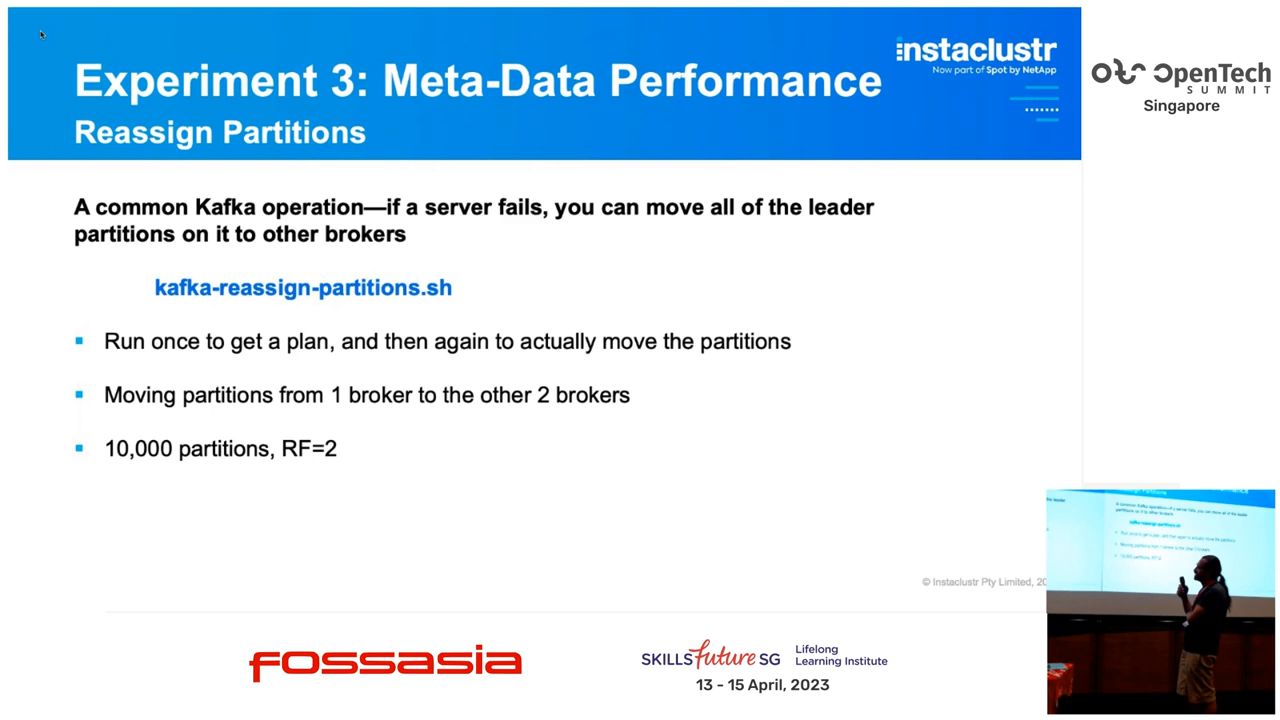 Experiment 3: Meta-Data Performance
Reassign Partitions
instaclustr
Now part of Spot by NetApp
OpenTech
SUMMIT
Singapore
A common Kafka operation—if a server fails, you can move all of the leader
partitions on it to other brokers
kafka-reassign-partitions.sh
▪ Run once to get a plan, and then again to actually move the partitions
▪ Moving partitions from 1 broker to the other 2 brokers
▪ 10,000 partitions, RF=2
© Instaclustr Pty Limited, 20
fossasia
SKILLS future SG
Lifelong
Learning Institute
13 - 15 April, 2023